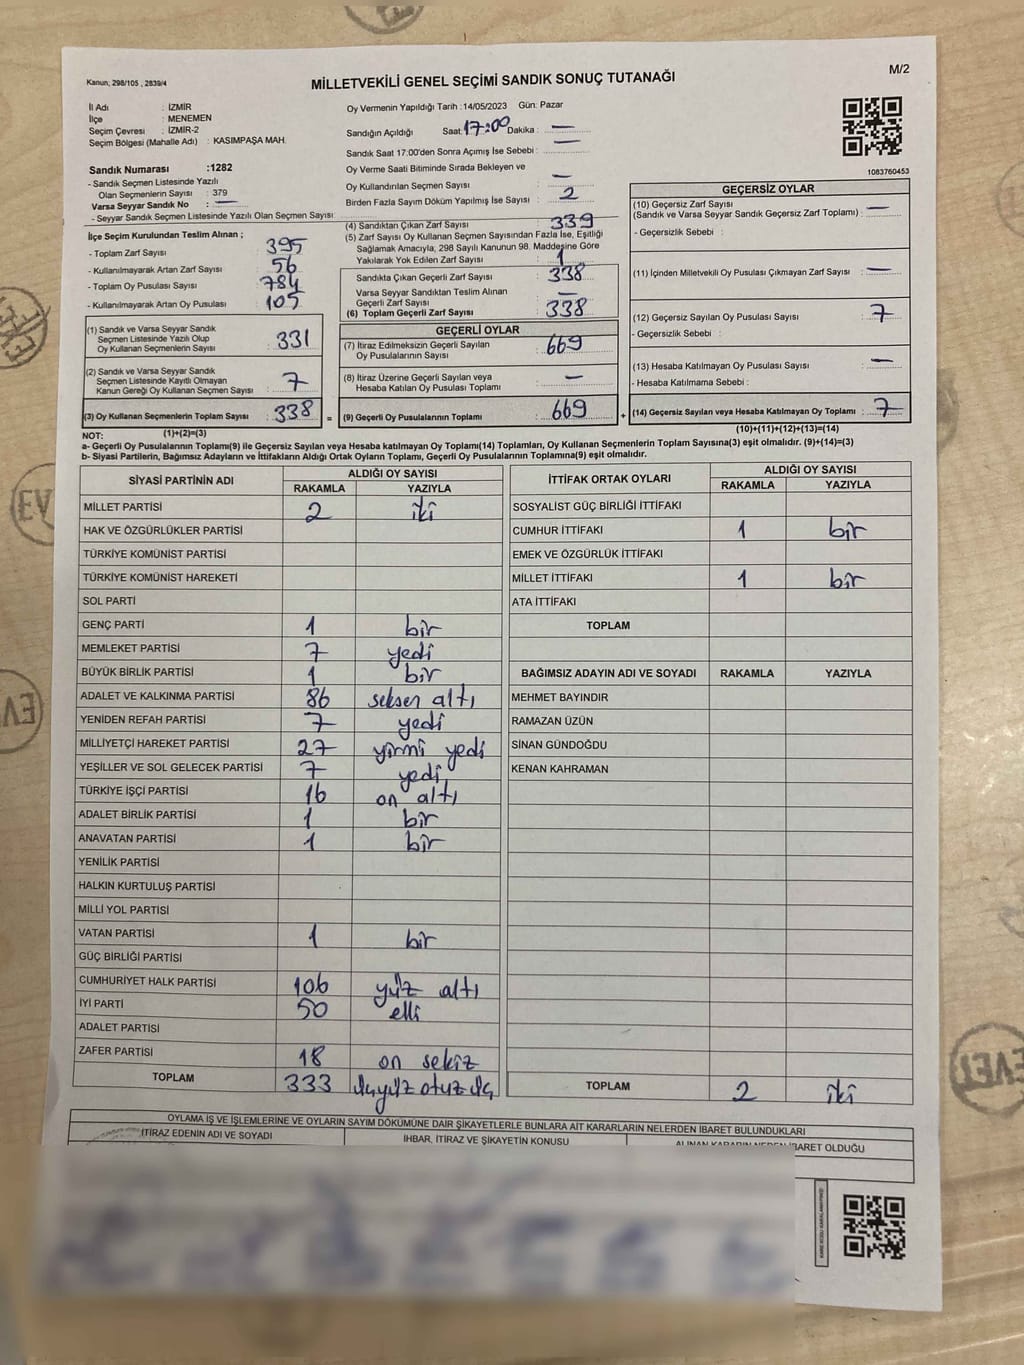 Kanun; 298/105 , 2839/4
MİLLETVEKİLİ GENEL SEÇİMİ SANDIK SONUÇ TUTANAĞI
M/2
İl Adı : İZMİR
İlçe : MENEMEN
Seçim Çevresi : İZMİR-2
Seçim Bölgesi (Mahalle Adı) : KASIMPAŞA MAH.
Oy Vermenin Yapıldığı Tarih :14/05/2023 Gün: Pazar
Sandığın Açıldığı Saat: 17:00 Dakika : —
Sandık Saat 17:00'den Sonra Açımış İse Sebebi : —
Oy Verme Saati Bitiminde Sırada Bekleyen ve
Oy Kullandırılan Seçmen Sayısı : —
Birden Fazla Sayım Döküm Yapılmış İse Sayısı : 2
1083760453
Sandık Numarası :1282
- Sandık Seçmen Listesinde Yazılı
Olan Seçmenlerin Sayısı : 379
Varsa Seyyar Sandık No : —
- Seyyar Sandık Seçmen Listesinde Yazılı Olan Seçmen Sayısı:
İlçe Seçim Kurulundan Teslim Alınan ;
- Toplam Zarf Sayısı : 395
- Kullanılmayarak Artan Zarf Sayısı : 56
- Toplam Oy Pusulası Sayısı : 784
- Kullanılmayarak Artan Oy Pusulası : 105
(1) Sandık ve Varsa Seyyar Sandık
Seçmen Listesinde Yazılı Olup
Oy Kullanan Seçmenlerin Sayısı : 331
(2) Sandık ve Varsa Seyyar Sandık
Seçmen Listesinde Kayıtlı Olmayan
Kanun Gereği Oy Kullanan Seçmen Sayısı : 7
(3) Oy Kullanan Seçmenlerin Toplam Sayısı : 338 =
(1)+(2)=(3)
(4) Sandıktan Çıkan Zarf Sayısı : 339
(5) Zarf Sayısı Oy Kullanan Seçmen Sayısından Fazla İse, Eşitliği
Sağlamak Amacıyla, 298 Sayılı Kanunun 98. Maddesine Göre
Yakılarak Yok Edilen Zarf Sayısı : 1
Sandıkta Çıkan Geçerli Zarf Sayısı : 338
Varsa Seyyar Sandıktan Teslim Alınan
Geçerli Zarf Sayısı : —
(6) Toplam Geçerli Zarf Sayısı : 338
GEÇERLİ OYLAR
(7) İtiraz Edilmeksizin Geçerli Sayılan
Oy Pusulalarının Sayısı : 669
(8) İtiraz Üzerine Geçerli Sayılan veya
Hesaba Katılan Oy Pusulası Toplamı : —
(9) Geçerli Oy Pusulalarının Toplamı : 669 +
GEÇERSİZ OYLAR
(10) Geçersiz Zarf Sayısı
(Sandık ve Varsa Seyyar Sandık Geçersiz Zarf Toplamı) : —
- Geçersizlik Sebebi :
(11) İçinden Milletvekili Oy Pusulası Çıkmayan Zarf Sayısı : —
(12) Geçersiz Sayılan Oy Pusulası Sayısı : 7
- Geçersizlik Sebebi :
(13) Hesaba Katılmayan Oy Pusulası Sayısı : —
- Hesaba Katılmama Sebebi :
(14) Geçersiz Sayılan veya Hesaba Katılmayan Oy Toplamı : 7
(10)+(11)+(12)+(13)=(14)
NOT:
a- Geçerli Oy Pusulalarının Toplamı(9) ile Geçersiz Sayılan veya Hesaba katılmayan Oy Toplamı(14) Toplamları, Oy Kullanan Seçmenlerin Toplam Sayısına(3) eşit olmalıdır. (9)+(14)=(3)
b- Siyasi Partilerin, Bağımsız Adayların ve İttifakların Aldığı Oyların Toplamı, Geçerli Oy Pusulalarının Toplamına(9) eşit olmalıdır.
SİYASİ PARTİNİN ADI ALDIĞI OY SAYISI
RAKAMLA YAZIYLA
MİLLET PARTİSİ 2 iki
HAK VE ÖZGÜRLÜKLER PARTİSİ
TÜRKİYE KOMÜNİST PARTİSİ
TÜRKİYE KOMÜNİST HAREKETİ
SOL PARTİ
GENÇ PARTİ 1 bir
MEMLEKET PARTİSİ 7 yedi
BÜYÜK BİRLİK PARTİSİ 1 bir
ADALET VE KALKINMA PARTİSİ 86 seksen altı
YENİDEN REFAH PARTİSİ 7 yedi
MİLLİYETÇİ HAREKET PARTİSİ 27 yirmi yedi
YEŞİLLER VE SOL GELECEK PARTİSİ 7 yedi
TÜRKİYE İŞÇİ PARTİSİ 16 on altı
ADALET BİRLİK PARTİSİ 1 bir
ANAVATAN PARTİSİ 1 bir
YENİLİK PARTİSİ
HALKIN KURTULUŞ PARTİSİ
MİLLİ YOL PARTİSİ
VATAN PARTİSİ 1 bir
GÜÇ BİRLİĞİ PARTİSİ
CUMHURİYET HALK PARTİSİ 106 yüz altı
İYİ PARTİ 50 elli
ADALET PARTİSİ
ZAFER PARTİSİ 18 on sekiz
TOPLAM 333 üçyüz otuz üç
İTTİFAK ORTAK OYLARI ALDIĞI OY SAYISI
RAKAMLA YAZIYLA
SOSYALİST GÜÇ BİRLİĞİ İTTİFAKI
CUMHUR İTTİFAKI 1 bir
EMEK VE ÖZGÜRLÜK İTTİFAKI
MİLLET İTTİFAKI 1 bir
ATA İTTİFAKI
TOPLAM
BAĞIMSIZ ADAYIN ADI VE SOYADI RAKAMLA YAZIYLA
MEHMET BAYINDIR
RAMAZAN ÜZÜN
SİNAN GÜNDOĞDU
KENAN KAHRAMAN
TOPLAM 2 iki
OYLAMA İŞ VE İŞLEMLERİNE VE OYLARIN SAYIM DÖKÜMÜNE DAİR ŞİKAYETLERLE BUNLARA AİT KARARLARIN NELERDEN İBARET BULUNDUKLARI
İTİRAZ EDENİN ADI VE SOYADI İHBAR, İTİRAZ VE ŞİKAYETİN KONUSU ALINAN KARARIN NEDEN İBARET OLDUĞU
KARE KODU KARALAMAYINIZ!
EVET
EVET